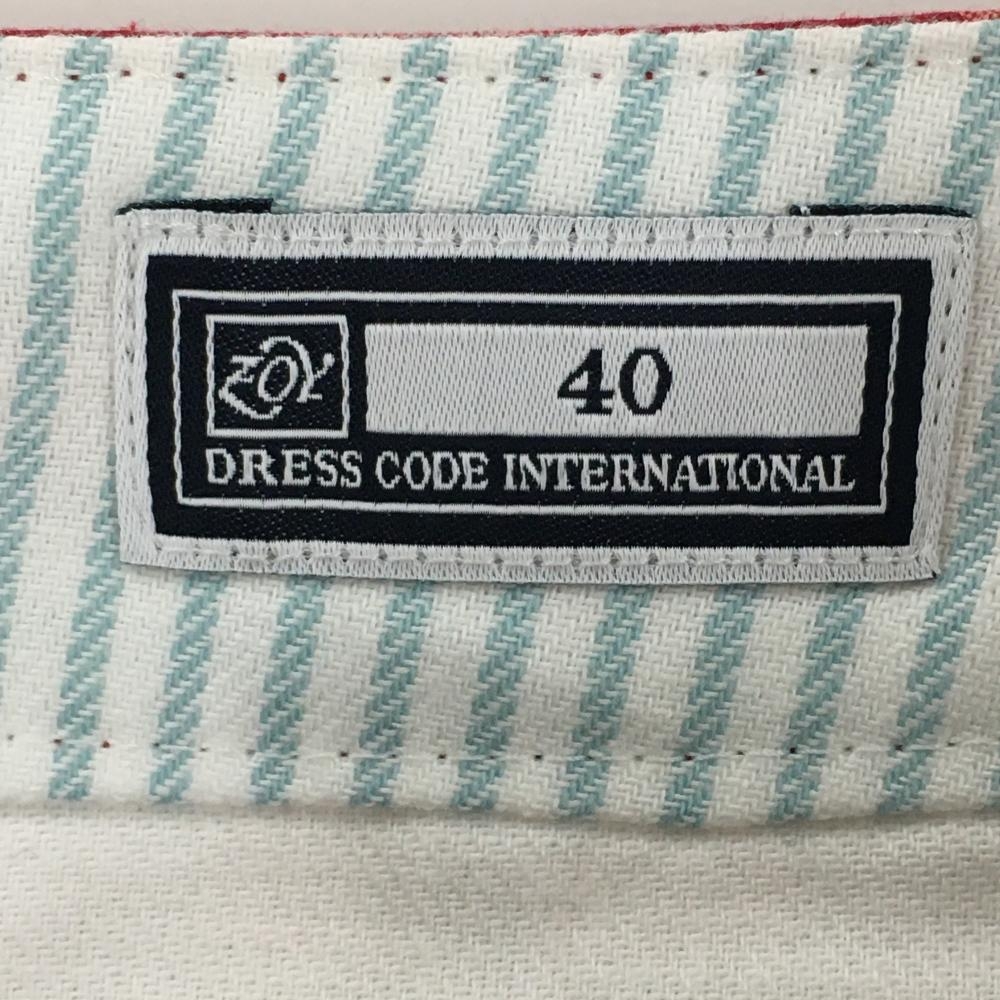 ZOY
40
DRESS CODE INTERNATIONAL